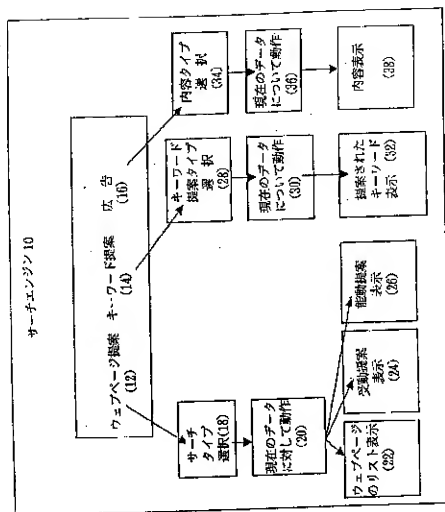 サーチエンジン 10
ウェブページ提案
(12)
キーワード提案
(14)
広告
(16)
サーチ
タイプ
選択(18)
現在のデータ
に対して動作
(20)
ウェブページ
のリスト表示
(22)
受動提案
表示
(24)
能動提案
表示
(26)
キーワード
提案タイプ
選択
(28)
現在のデータ
について動作
(30)
提案された
キーワード
表示 (32)
内容タイプ
選択
(34)
現在のデータ
について動作
(36)
内容表示
(38)